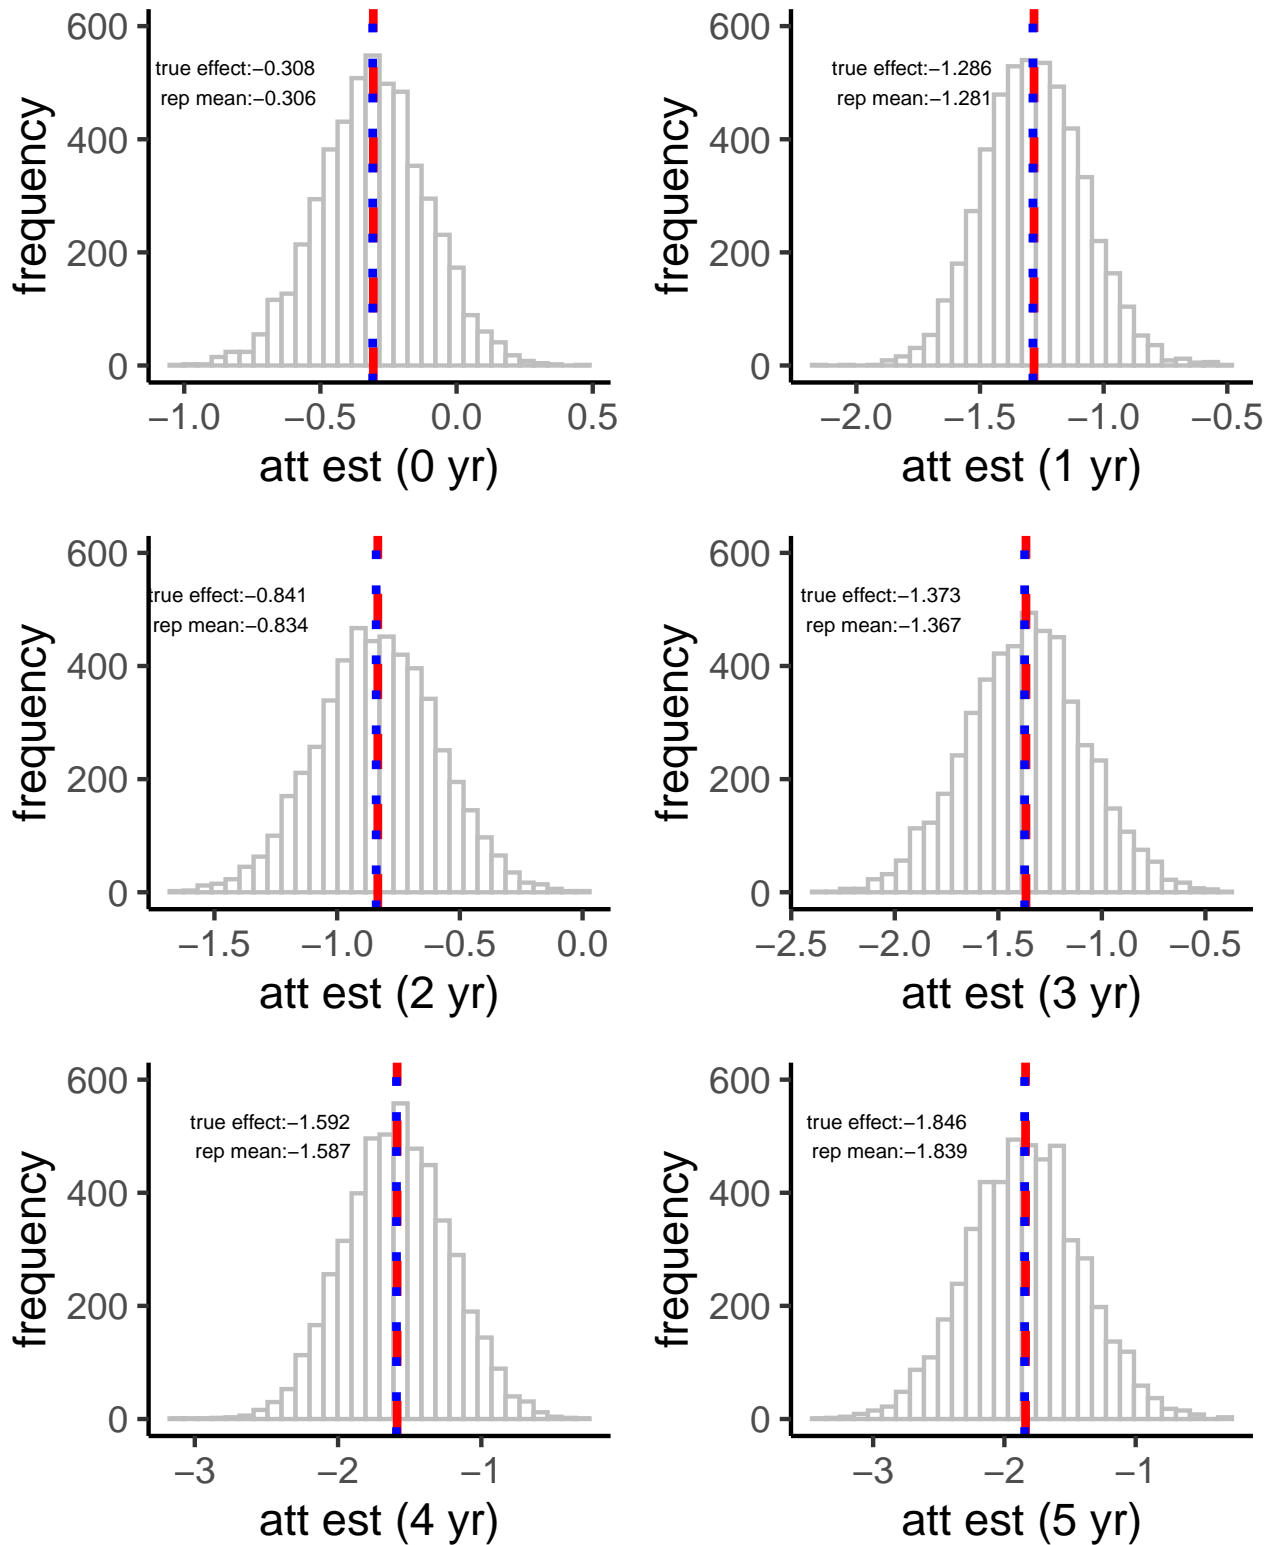 600
400
200
0
frequency
true effect:−0.308
rep mean:−0.306
−1.0 −0.5 0.0 0.5
att est (0 yr)
600
400
200
0
frequency
true effect:−1.286
rep mean:−1.281
−2.0 −1.5 −1.0 −0.5
att est (1 yr)
600
400
200
0
frequency
true effect:−0.841
rep mean:−0.834
−1.5 −1.0 −0.5 0.0
att est (2 yr)
600
400
200
0
frequency
true effect:−1.373
rep mean:−1.367
−2.5 −2.0 −1.5 −1.0 −0.5
att est (3 yr)
600
400
200
0
frequency
true effect:−1.592
rep mean:−1.587
−3 −2 −1
att est (4 yr)
600
400
200
0
frequency
true effect:−1.846
rep mean:−1.839
−3 −2 −1
att est (5 yr)